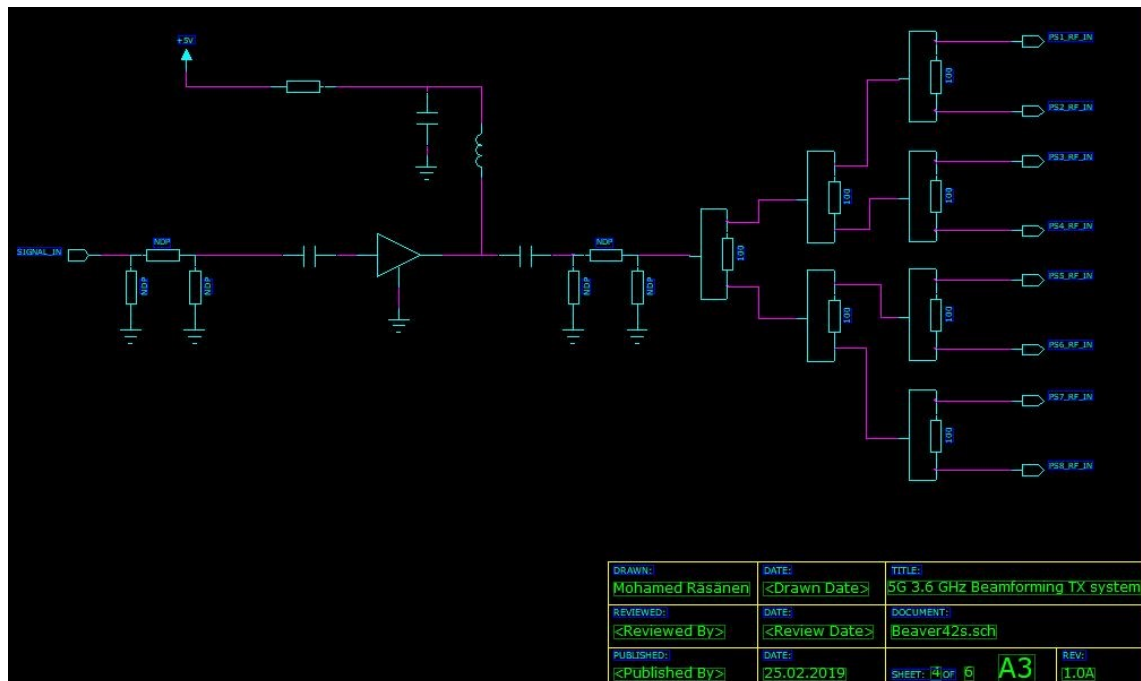 +5V
PS1_RF_IN
100
PS2_RF_IN
PS3_RF_IN
100
100
PS4_RF_IN
SIGNAL_IN
NDP
NDP
NDP
NDP
NDP
NDP
100
PS5_RF_IN
100
100
PS6_RF_IN
PS7_RF_IN
100
PS8_RF_IN
DRAWN:
Mohamed Räsänen
DATE:
<Drawn Date>
TITLE:
5G 3.6 GHz Beamforming TX system
REVIEWED:
<Reviewed By>
DATE:
<Review Date>
DOCUMENT:
Beaver42s.sch
PUBLISHED:
<Published By>
DATE:
25.02.2019
SHEET: 4 OF 6
A3
REV:
1.0A